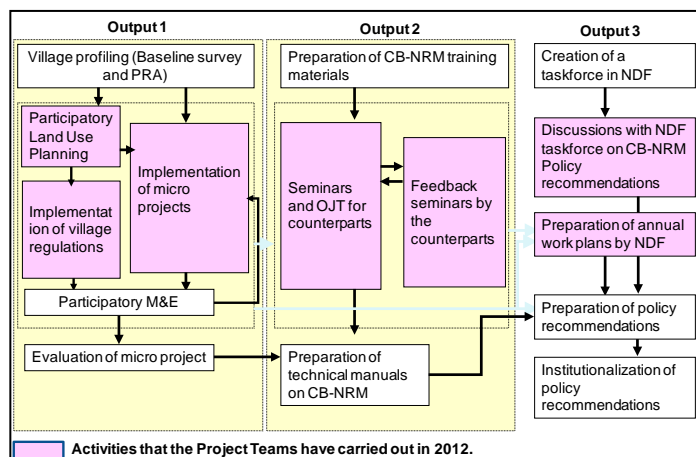 Output 1
Village profiling (Baseline survey
and PRA)
Participatory
Land Use
Planning
Implementation
of micro
projects
Implementat
ion of village
regulations
Participatory M&E
Evaluation of micro project
Output 2
Preparation of CB-NRM training
materials
Seminars
and OJT for
counterparts
Feedback
seminars by
the
counterparts
Preparation of
technical manuals
on CB-NRM
Output 3
Creation of a
taskforce in NDF
Discussions with NDF
taskforce on CB-NRM
Policy
recommendations
Preparation of annual
work plans by NDF
Preparation of policy
recommendations
Institutionalization of
policy
recommendations
Activities that the Project Teams have carried out in 2012.